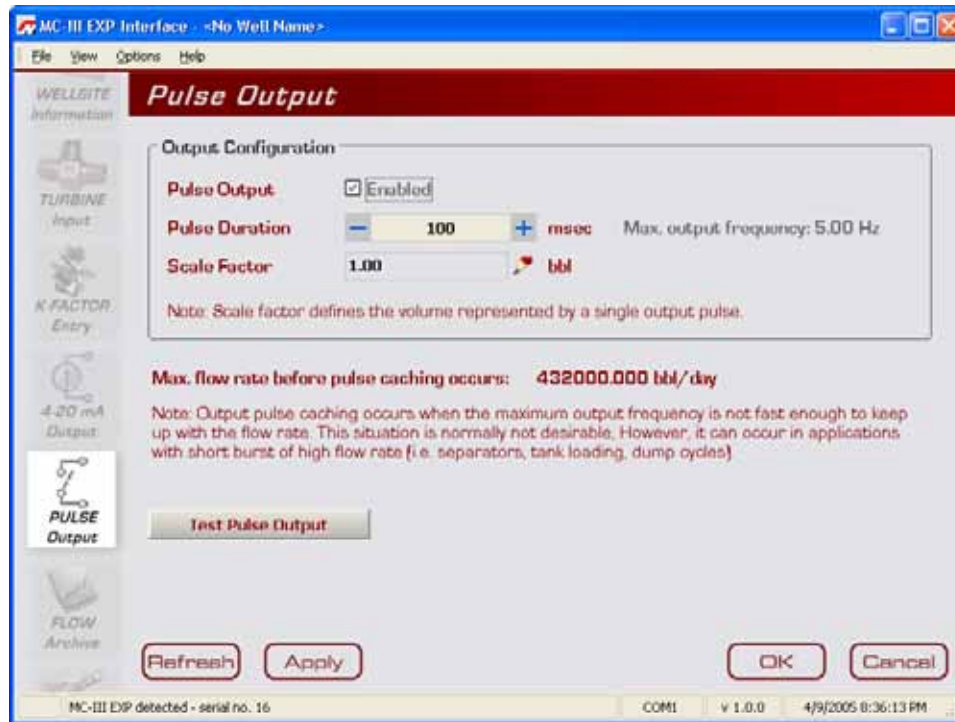 MC-III EXP Interface - <No Well Name>
File View Options Help
WELLSITE
Information
TURBINE
Input
K FACTOR
Entry
4-20 mA
Output
PULSE
Output
FLOW
Archive
Pulse Output
Output Configuration
Pulse Output Enabled
Pulse Duration - 100 + msec Max. output frequency: 5.00 Hz
Scale Factor 1.00 bbl
Note: Scale factor defines the volume represented by a single output pulse.
Max. flow rate before pulse caching occurs: 432000.000 bbl/day
Note: Output pulse caching occurs when the maximum output frequency is not fast enough to keep
up with the flow rate. This situation is normally not desirable. However, it can occur in applications
with short burst of high flow rate (i.e. separators, tank loading, dump cycles)
Test Pulse Output
Refresh Apply OK Cancel
MC-III EXP detected - serial no. 16 COM1 v 1.0.0 4/9/2005 8:36:13 PM